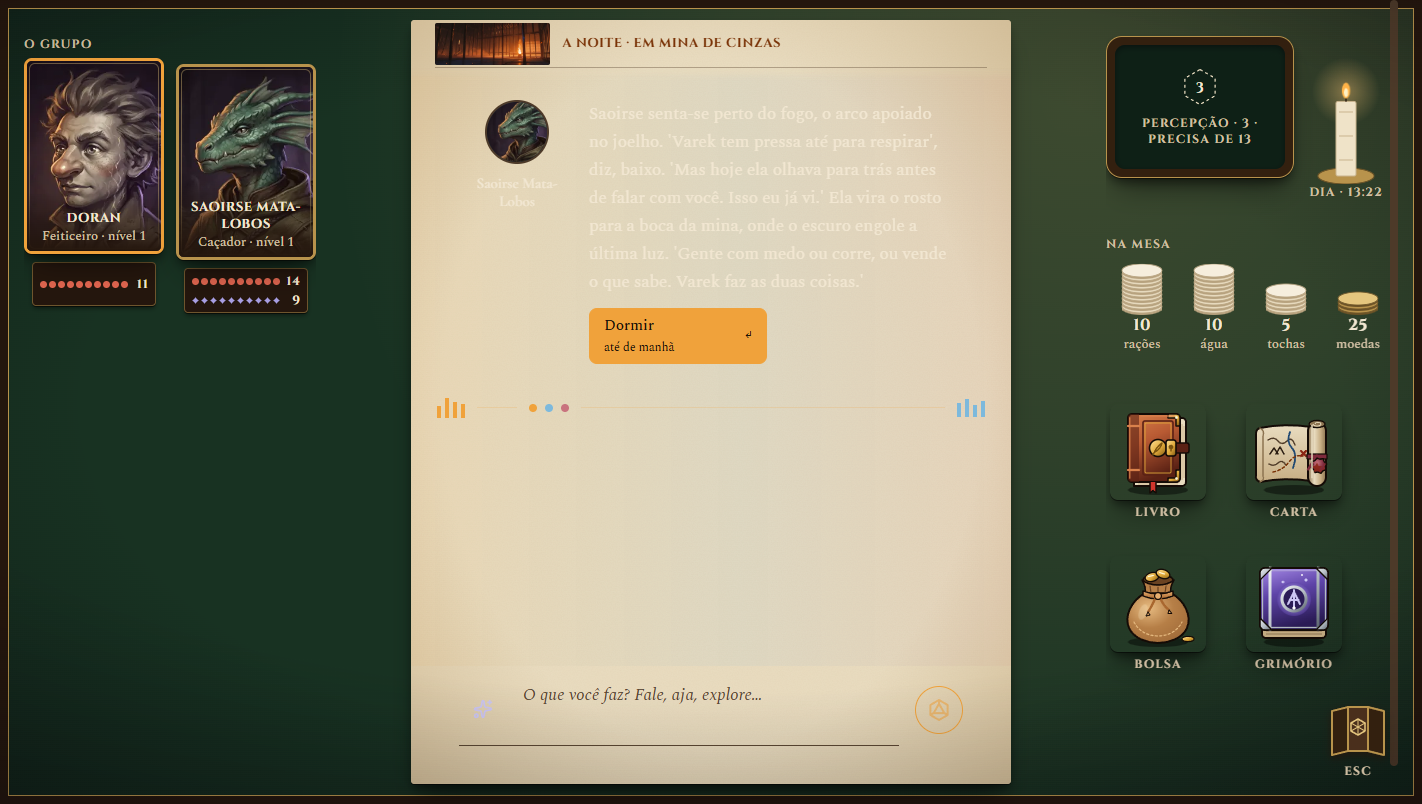 O GRUPO
DORAN
Feiticeiro · nível 1
11
SAOIRSE MATA-
LOBOS
Caçador · nível 1
14
9
A NOITE · EM MINA DE CINZAS
Saoirse Mata-
Lobos
Saoirse senta-se perto do fogo, o arco apoiado
no joelho. 'Varek tem pressa até para respirar',
diz, baixo. 'Mas hoje ela olhava para trás antes
de falar com você. Isso eu já vi.' Ela vira o rosto
para a boca da mina, onde o escuro engole a
última luz. 'Gente com medo ou corre, ou vende
o que sabe. Varek faz as duas coisas.'
Dormir
até de manhã
O que você faz? Fale, aja, explore…
3
PERCEPÇÃO · 3 ·
PRECISA DE 13
DIA · 13:22
NA MESA
10
rações
10
água
5
tochas
25
moedas
LIVRO
CARTA
BOLSA
GRIMÓRIO
ESC